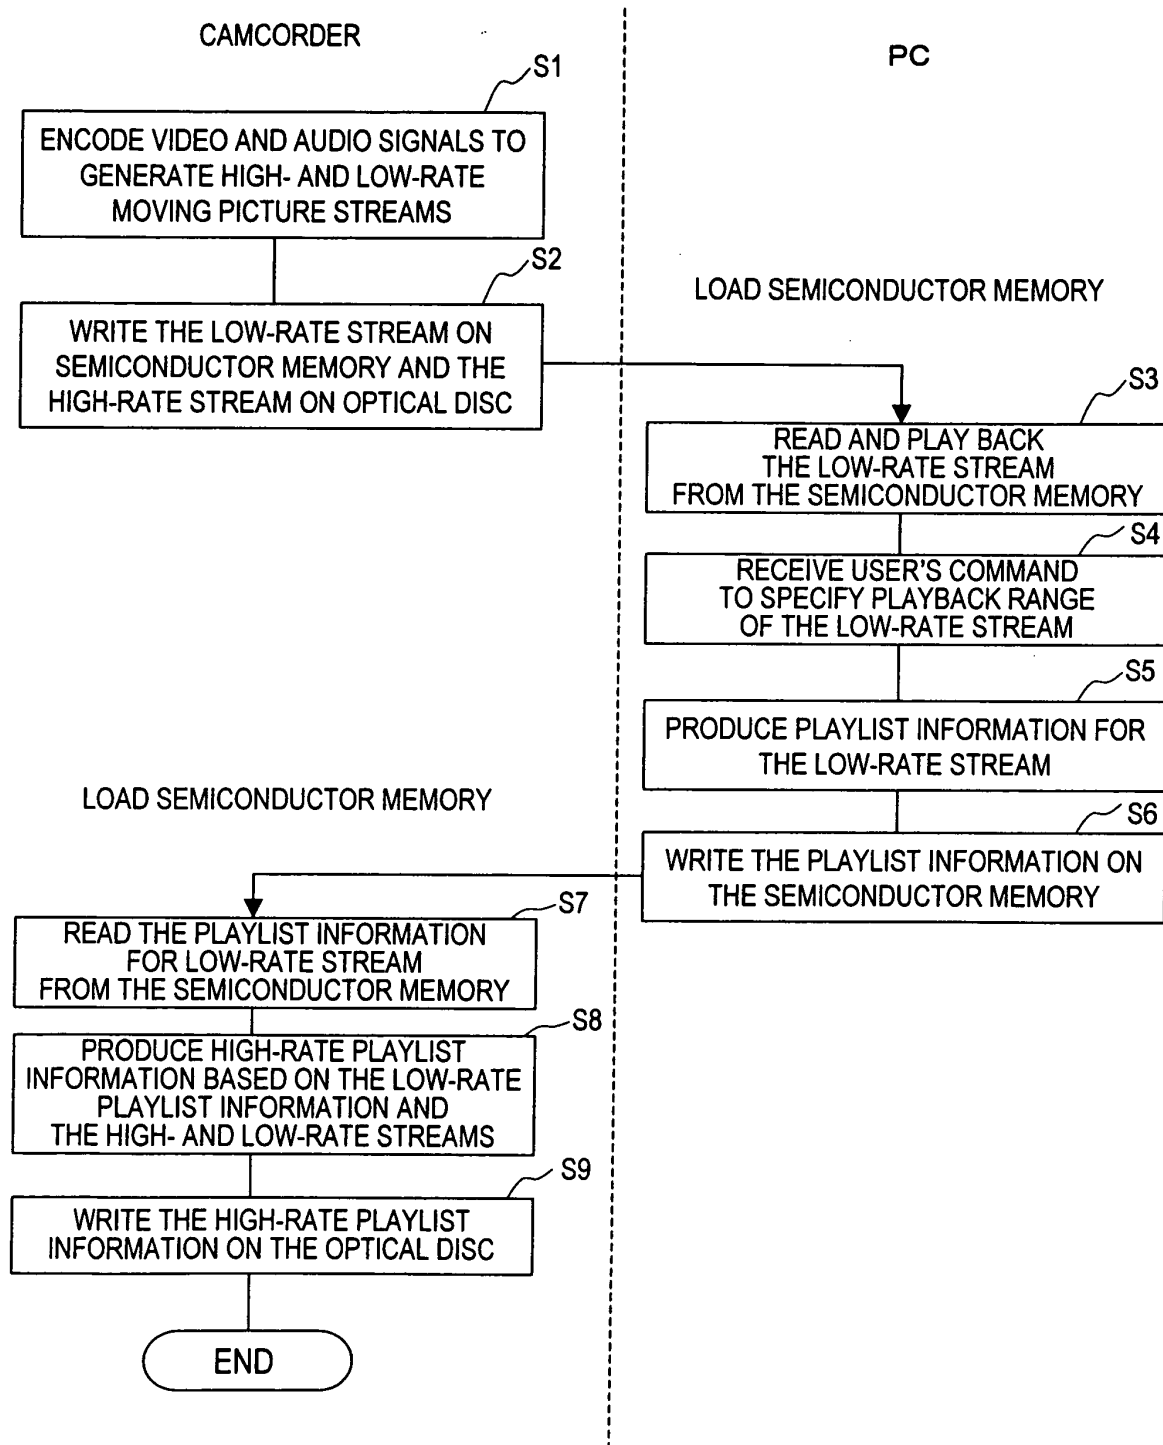 CAMCORDER
PC
S1
ENCODE VIDEO AND AUDIO SIGNALS TO
GENERATE HIGH- AND LOW-RATE
MOVING PICTURE STREAMS
S2
WRITE THE LOW-RATE STREAM ON
SEMICONDUCTOR MEMORY AND THE
HIGH-RATE STREAM ON OPTICAL DISC
LOAD SEMICONDUCTOR MEMORY
S3
READ AND PLAY BACK
THE LOW-RATE STREAM
FROM THE SEMICONDUCTOR MEMORY
S4
RECEIVE USER'S COMMAND
TO SPECIFY PLAYBACK RANGE
OF THE LOW-RATE STREAM
S5
PRODUCE PLAYLIST INFORMATION FOR
THE LOW-RATE STREAM
S6
WRITE THE PLAYLIST INFORMATION ON
THE SEMICONDUCTOR MEMORY
LOAD SEMICONDUCTOR MEMORY
S7
READ THE PLAYLIST INFORMATION
FOR LOW-RATE STREAM
FROM THE SEMICONDUCTOR MEMORY
S8
PRODUCE HIGH-RATE PLAYLIST
INFORMATION BASED ON THE LOW-RATE
PLAYLIST INFORMATION AND
THE HIGH- AND LOW-RATE STREAMS
S9
WRITE THE HIGH-RATE PLAYLIST
INFORMATION ON THE OPTICAL DISC
END